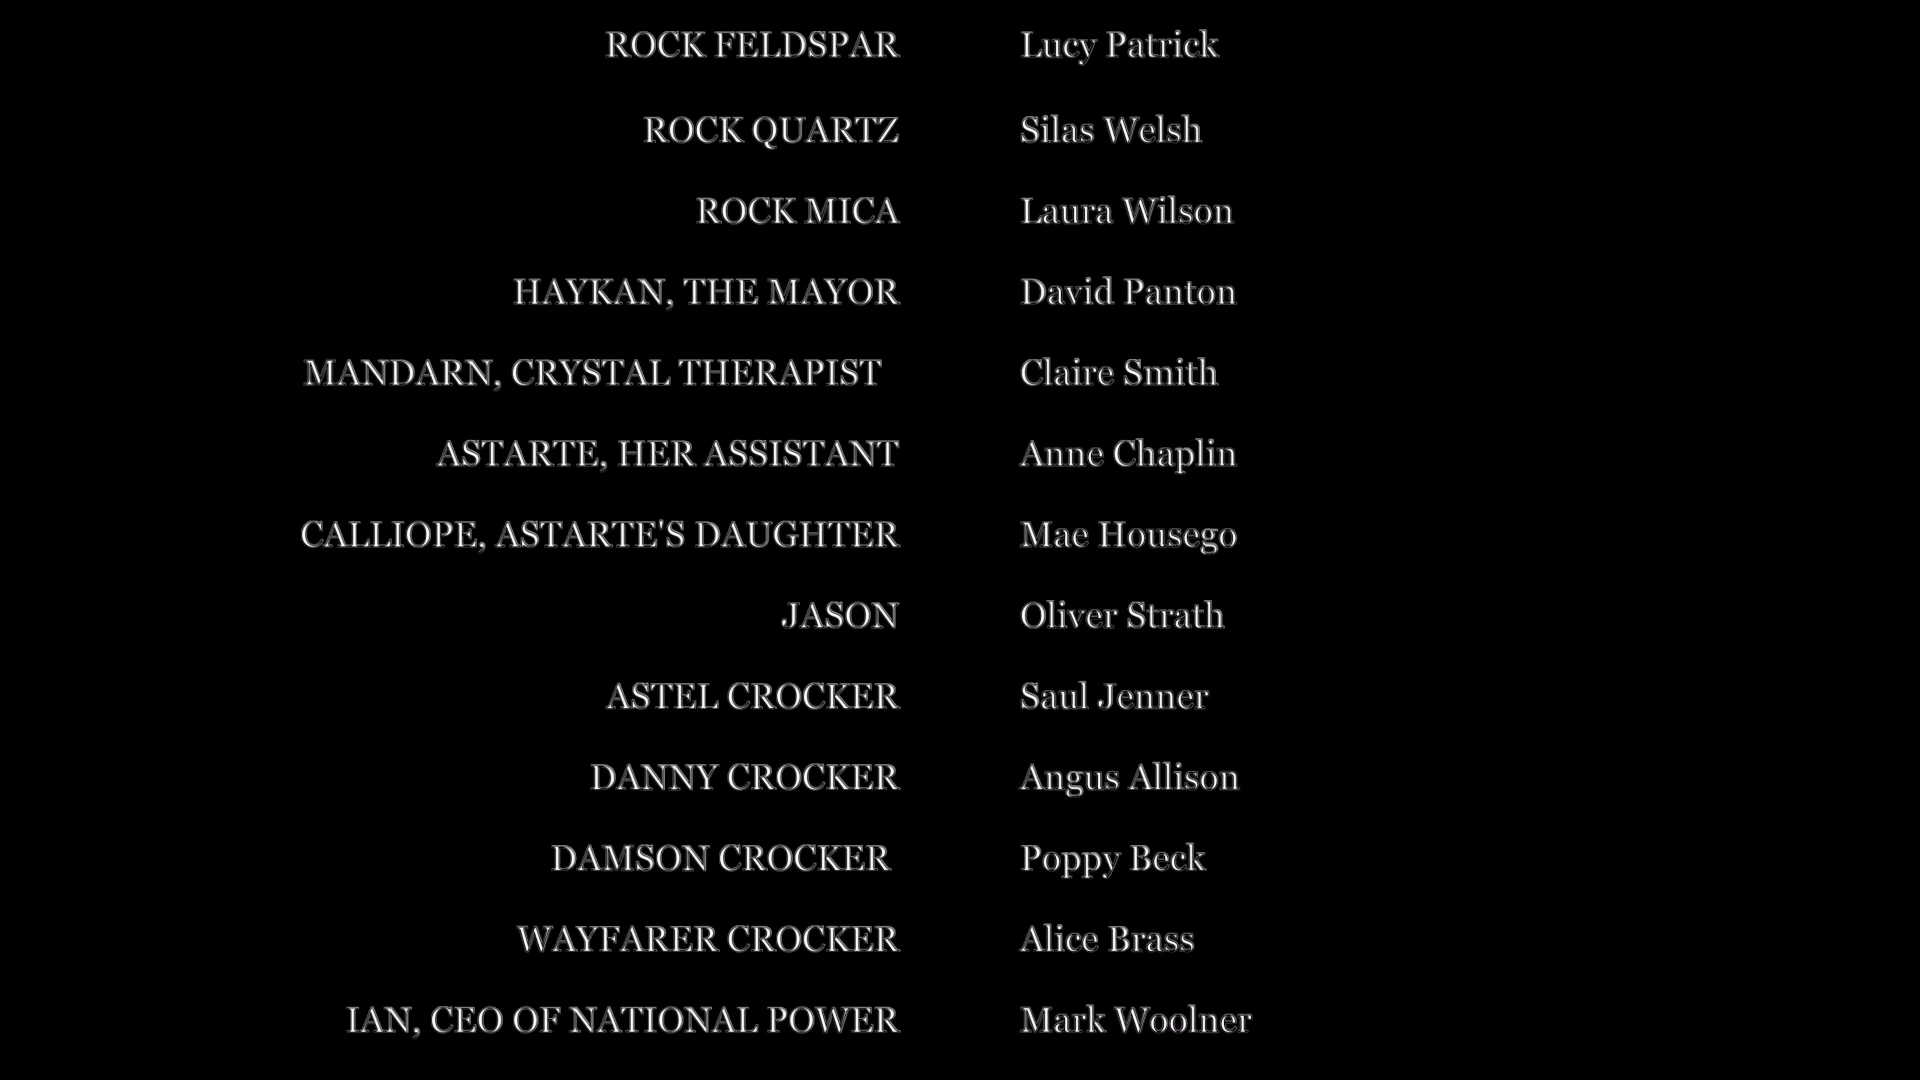 ROCK FELDSPAR Lucy Patrick
ROCK QUARTZ Silas Welsh
ROCK MICA Laura Wilson
HAYKAN, THE MAYOR David Panton
MANDARN, CRYSTAL THERAPIST Claire Smith
ASTARTE, HER ASSISTANT Anne Chaplin
CALLIOPE, ASTARTE'S DAUGHTER Mae Housego
JASON Oliver Strath
ASTEL CROCKER Saul Jenner
DANNY CROCKER Angus Allison
DAMSON CROCKER Poppy Beck
WAYFARER CROCKER Alice Brass
IAN, CEO OF NATIONAL POWER Mark Woolner